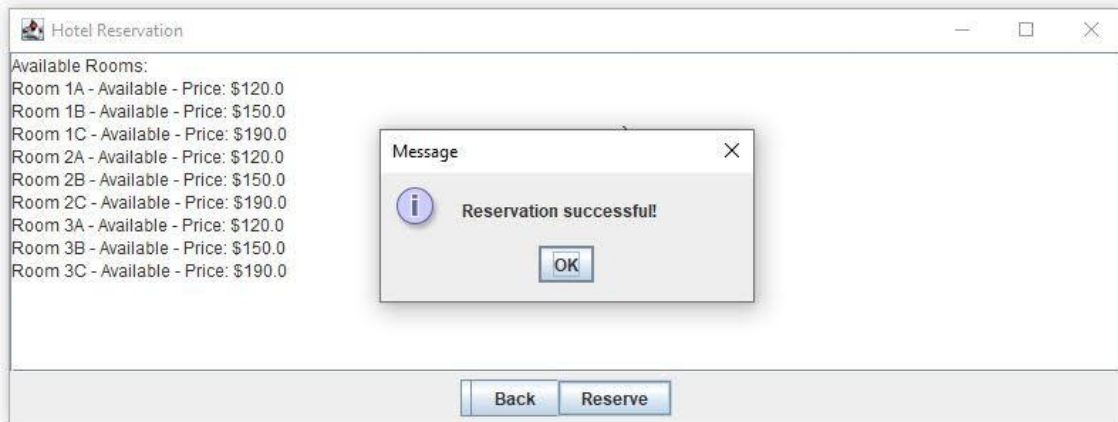 Hotel Reservation
Available Rooms:
Room 1A - Available - Price: $120.0
Room 1B - Available - Price: $150.0
Room 1C - Available - Price: $190.0
Room 2A - Available - Price: $120.0
Room 2B - Available - Price: $150.0
Room 2C - Available - Price: $190.0
Room 3A - Available - Price: $120.0
Room 3B - Available - Price: $150.0
Room 3C - Available - Price: $190.0
Message
Reservation successful!
OK
Back
Reserve